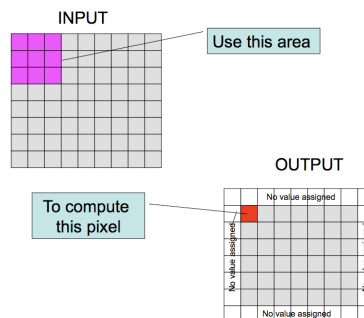 INPUT
Use this area
OUTPUT
To compute
this pixel
No value assigned
No value assigned
No value assigned